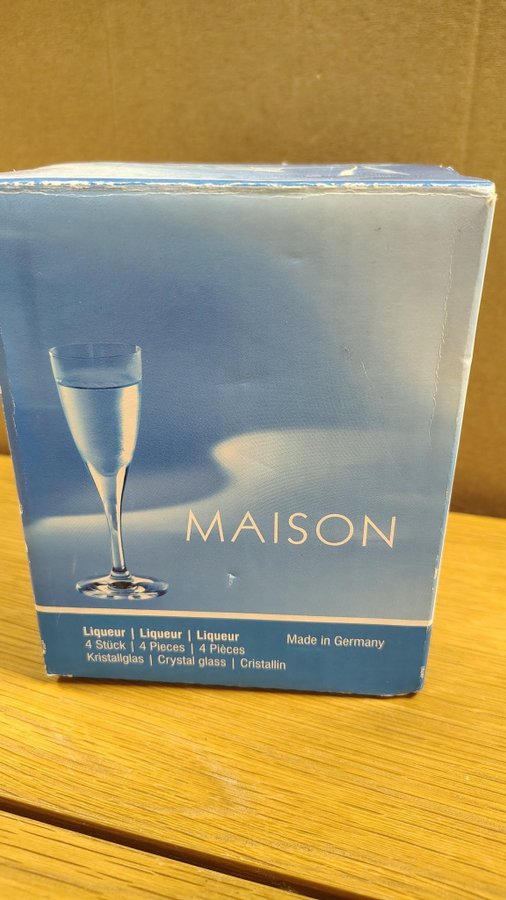 MAISON
Liqueur | Liqueur | Liqueur
4 Stück | 4 Pieces | 4 Pièces
Kristallglas | Crystal glass | Cristallin
Made in Germany